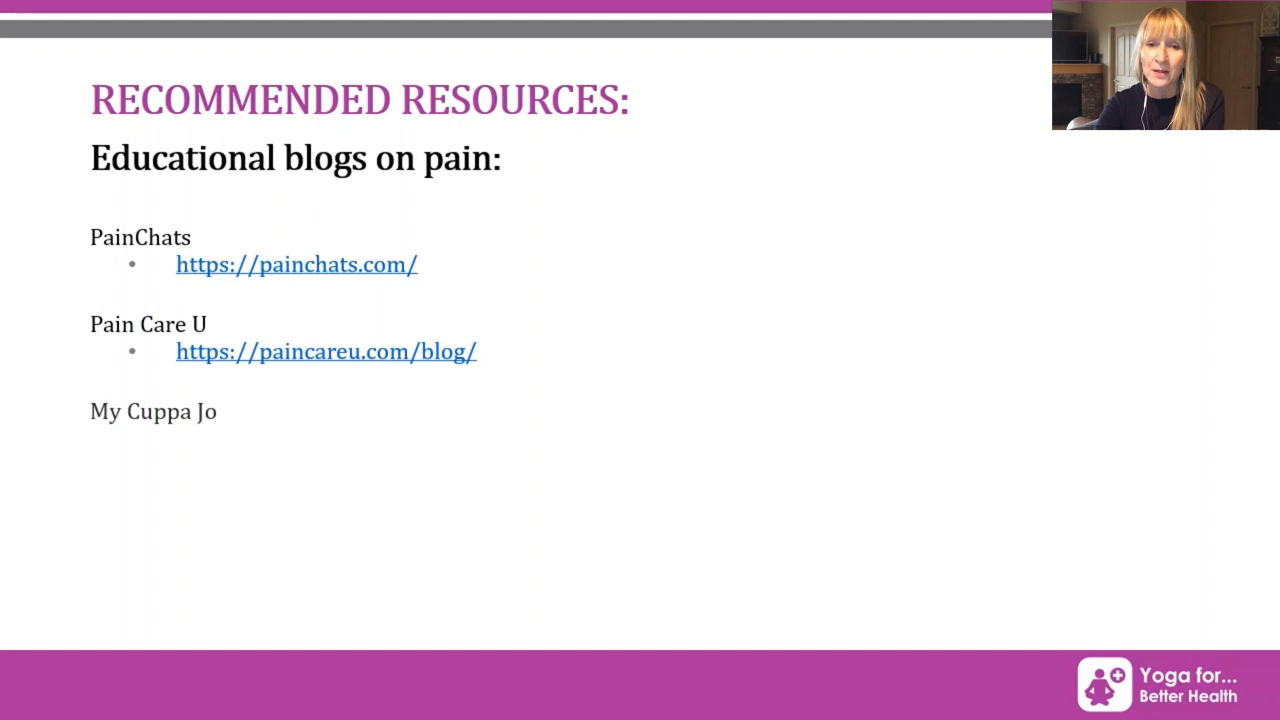 RECOMMENDED RESOURCES:
Educational blogs on pain:
PainChats
• https://painchats.com/
Pain Care U
• https://paincareu.com/blog/
My Cuppa Jo
Yoga for...
Better Health